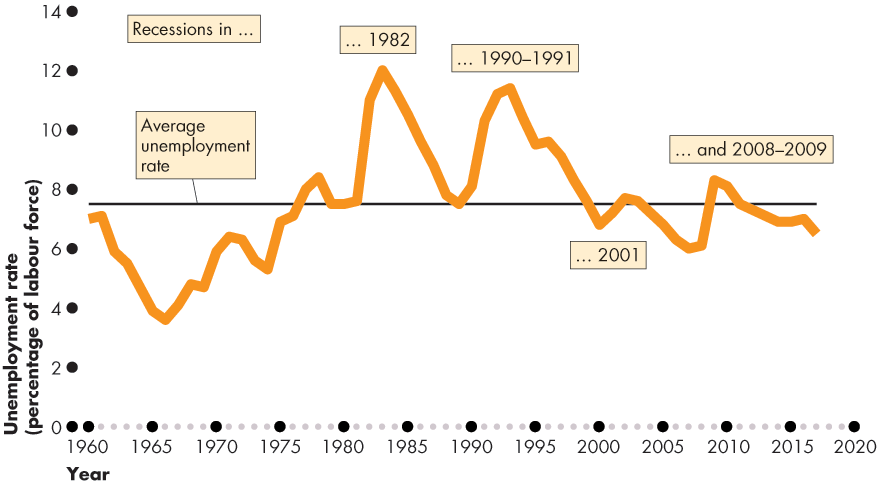 14
Recessions in ...
... 1982
12
... 1990–1991
10
Average
unemployment
rate
... and 2008–2009
8
6
... 2001
4
2
0
Unemployment rate
(percentage of labour force)
1960 1965 1970 1975 1980 1985 1990 1995 2000 2005 2010 2015 2020
Year